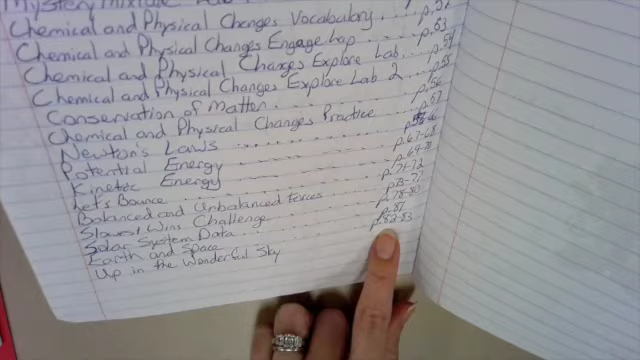 Mystery Mixture Lab
Chemical and Physical Changes Vocabulary . . p.52
Chemical and Physical Changes Engage Lap . . . p.53
Chemical and Physical Changes Explore Lab . . p.54
Chemical and Physical Changes Explore Lab 2 . . p.55
Conservation of Matter . . . . p.56
Chemical and Physical Changes Practice p.57
Newton's Laws
Potential Energy p.67-68
Kinetic Energy p.69-70
Let's Bounce p.71-72
Balanced and Unbalanced Forces p.73-77
Slowest Wins Challenge p.78-80
Solar System Data p.81
Earth and Space p.82-83
Up in the Wonderful Sky